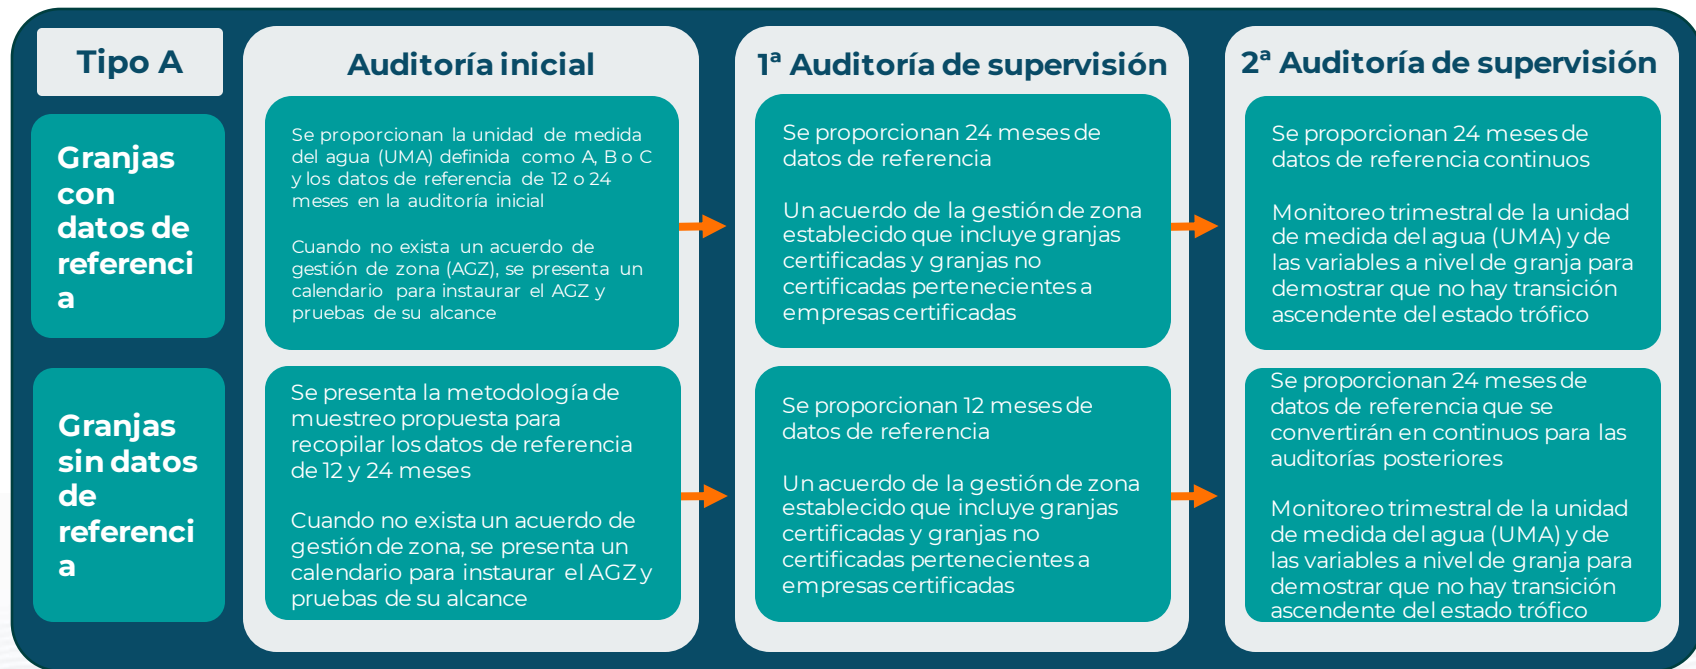 Tipo A
Auditoría inicial
1ª Auditoría de supervisión
2ª Auditoría de supervisión
Granjas
con
datos de
referenci
a
Se proporcionan la unidad de medida
del agua (UMA) definida como A, B o C
y los datos de referencia de 12 o 24
meses en la auditoría inicial
Cuando no exista un acuerdo de
gestión de zona (AGZ), se presenta un
calendario para instaurar el AGZ y
pruebas de su alcance
Se proporcionan 24 meses de
datos de referencia
Un acuerdo de la gestión de zona
establecido que incluye granjas
certificadas y granjas no
certificadas pertenecientes a
empresas certificadas
Se proporcionan 24 meses de
datos de referencia continuos
Monitoreo trimestral de la unidad
de medida del agua (UMA) y de
las variables a nivel de granja para
demostrar que no hay transición
ascendente del estado trófico
Granjas
sin datos
de
referenci
a
Se presenta la metodología de
muestreo propuesta para
recopilar los datos de referencia
de 12 y 24 meses
Cuando no exista un acuerdo de
gestión de zona, se presenta un
calendario para instaurar el AGZ y
pruebas de su alcance
Se proporcionan 12 meses de
datos de referencia
Un acuerdo de la gestión de zona
establecido que incluye granjas
certificadas y granjas no
certificadas pertenecientes a
empresas certificadas
Se proporcionan 24 meses de
datos de referencia que se
convertirán en continuos para las
auditorías posteriores
Monitoreo trimestral de la unidad
de medida del agua (UMA) y de
las variables a nivel de granja para
demostrar que no hay transición
ascendente del estado trófico